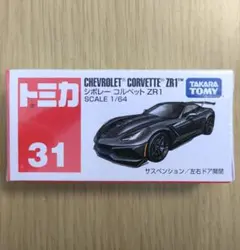 トミカ
31
CHEVROLET® CORVETTE® ZR1™
シボレー コルベット ZR1
SCALE 1/64
TAKARA
TOMY
サスペンション/左右ドア開閉